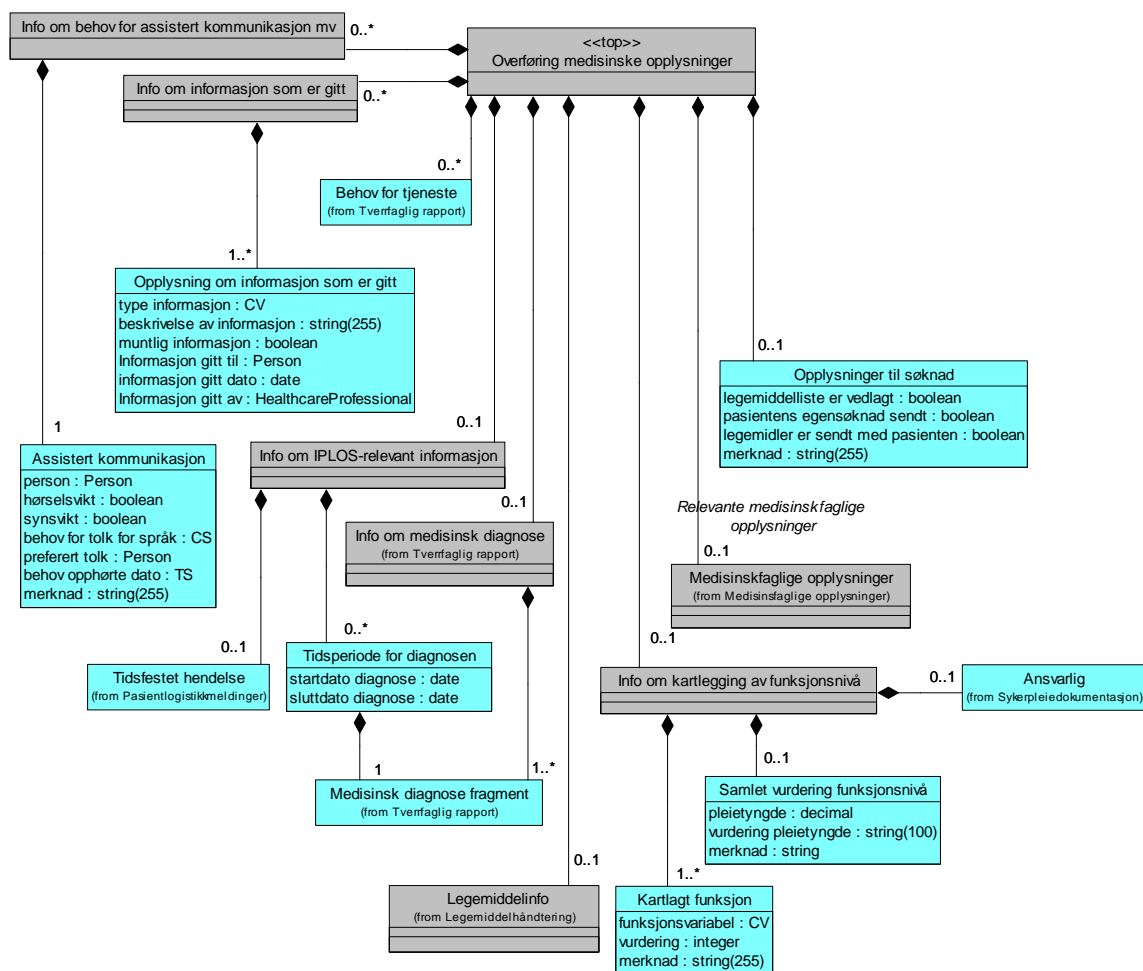 Info om behov for assistert kommunikasjon mv
0..*
<<top>>
Overføring medisinske opplysninger
Info om informasjon som er gitt
0..*
0..*
Behov for tjeneste
(from Tverrfaglig rapport)
1..*
Opplysning om informasjon som er gitt
type informasjon : CV
beskrivelse av informasjon : string(255)
muntlig informasjon : boolean
Informasjon gitt til : Person
informasjon gitt dato : date
Informasjon gitt av : HealthcareProfessional
0..1
Opplysninger til søknad
legemiddelliste er vedlagt : boolean
pasientens egensøknad sendt : boolean
legemidler er sendt med pasienten : boolean
merknad : string(255)
1
Assistert kommunikasjon
person : Person
hørselsvikt : boolean
synsvikt : boolean
behov for tolk for språk : CS
preferert tolk : Person
behov opphørte dato : TS
merknad : string(255)
0..1
Info om IPLOS-relevant informasjon
0..1
Info om medisinsk diagnose
(from Tverrfaglig rapport)
Relevante medisinskfaglige
opplysninger
0..1
Medisinskfaglige opplysninger
(from Medisinsfaglige opplysninger)
0..1
Tidsfestet hendelse
(from Pasientlogistikkmeldinger)
0..*
Tidsperiode for diagnosen
startdato diagnose : date
sluttdato diagnose : date
0..1
Info om kartlegging av funksjonsnivå
0..1
Ansvarlig
(from Sykerpleiedokumentasjon)
1
1..*
Medisinsk diagnose fragment
(from Tverrfaglig rapport)
0..1
Samlet vurdering funksjonsnivå
pleietyngde : decimal
vurdering pleietyngde : string(100)
merknad : string
0..1
Legemiddelinfo
(from Legemiddelhåndtering)
1..*
Kartlagt funksjon
funksjonsvariabel : CV
vurdering : integer
merknad : string(255)